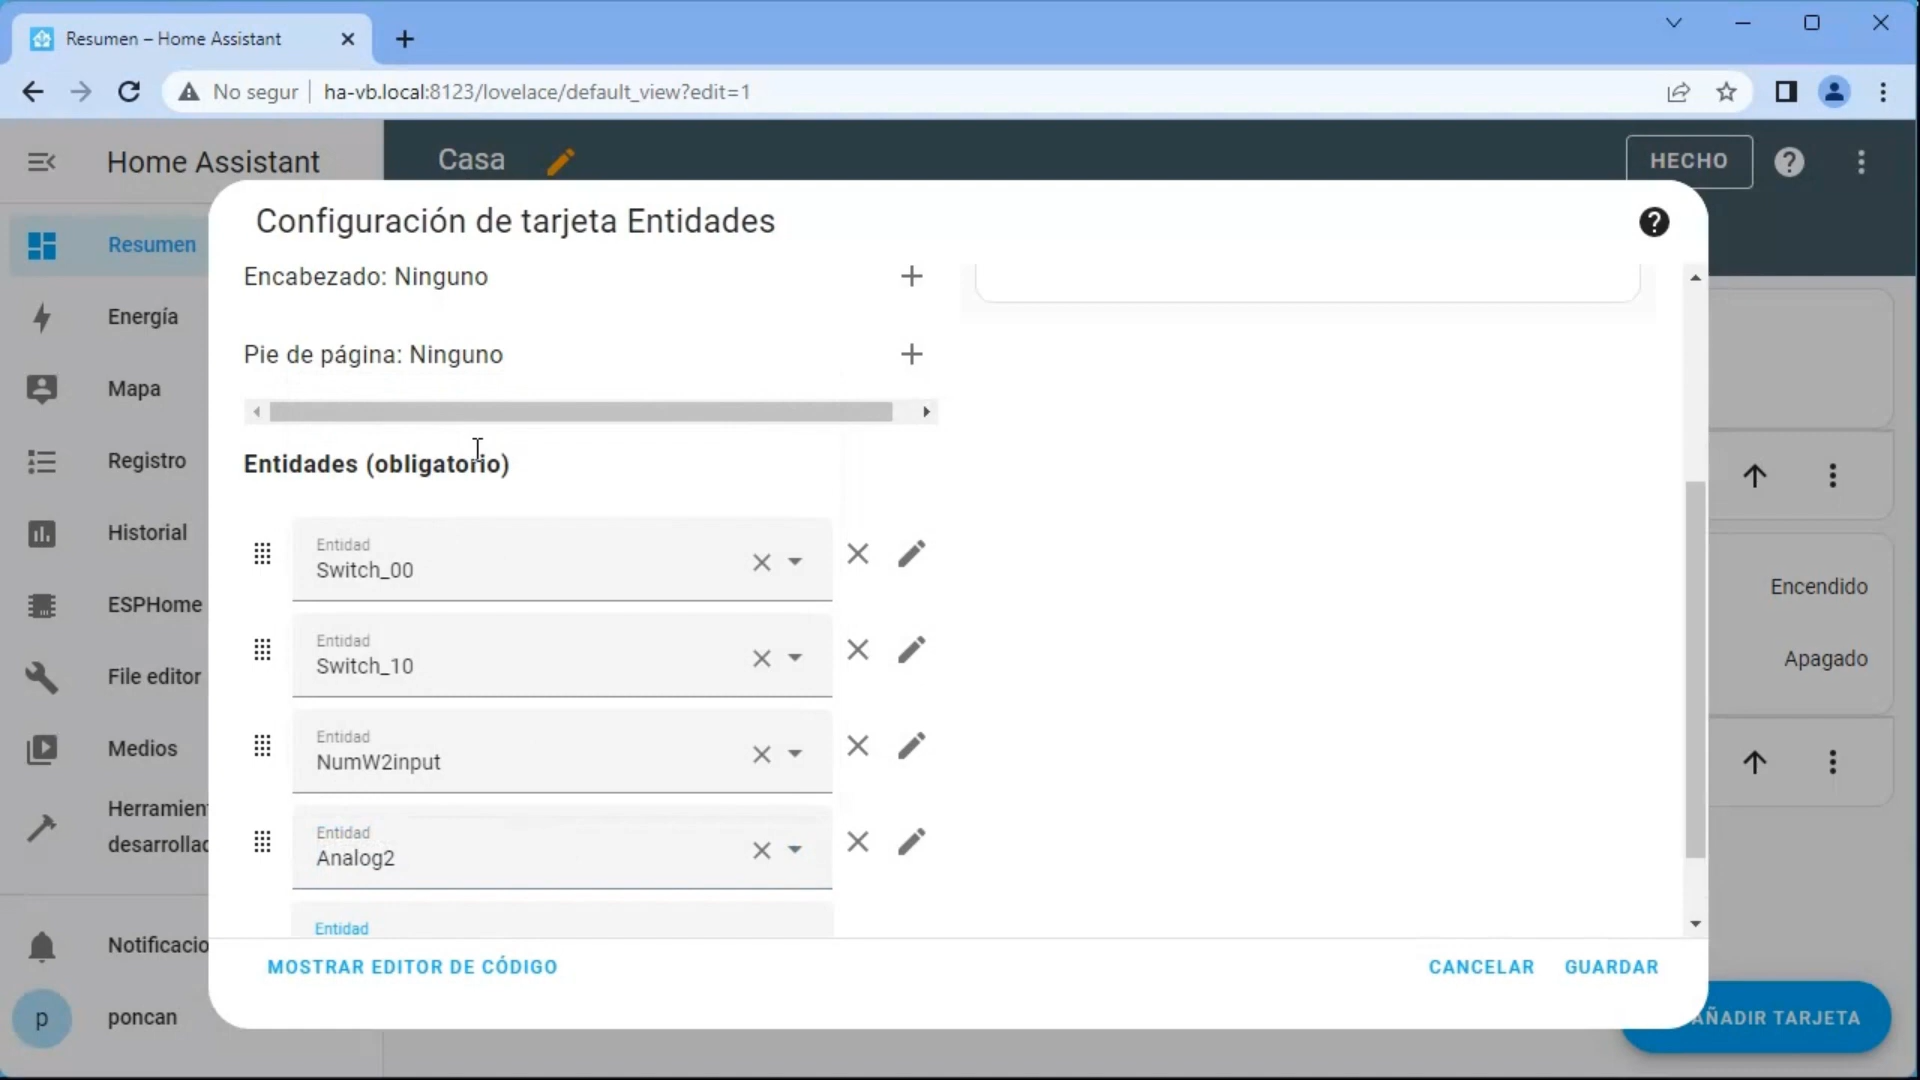 Resumen – Home Assistant
No segur
ha-vb.local:8123/lovelace/default_view?edit=1
Home Assistant
Casa
HECHO
Configuración de tarjeta Entidades
Resumen
Encabezado: Ninguno
Energía
Pie de página: Ninguno
Mapa
Entidades (obligatorio)
Registro
Historial
Entidad
Switch_00
Encendido
ESPHome
Entidad
Switch_10
Apagado
File editor
Entidad
NumW2input
Medios
Herramien
desarrollac
Entidad
Analog2
Entidad
Notificacio
MOSTRAR EDITOR DE CÓDIGO
CANCELAR
GUARDAR
p
poncan
AÑADIR TARJETA